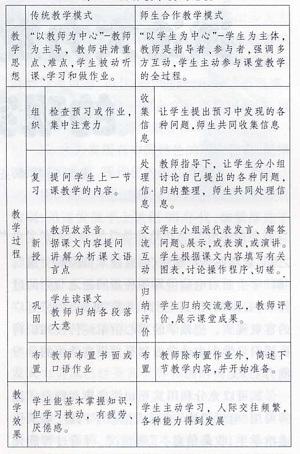 传统教学模式 师生合作教学模式
教学思想
“以教师为中心”-教师为主导，教师讲清重点、难点,学生被动听课、学习和做作业。
“以学生为中心”-学生为主体,教师是指导者,参与者,强调多方互动,学生主动参与课堂教学的全过程。
教学过程
组织
检查预习或作业,集中注意力
收集信息
让学生提出预习中发现的各种问题,师生共同收集信息
复习
提问学生上一节课教学的内容。
处理信息
教师指导下，让学生分小组讨论自己提出的各种问题,归纳整理，师生共同处理信息。
新授
教师放录音
据课文内容提问
讲解分析课文语言点
交流互动
学生小组派代表发言、解答问题。展示,或表演,或演讲。学生根据课文内容填写有关图表,讨论操作程序、切磋。
巩固
学生读课文
教师归纳各段落大意
归纳评价
学生归纳交流意见，教师评价,展示课堂成果。
布置
教师布置书面或口语作业
布置
教师除布置作业外，简述下节教学内容,并开始准备。
教学效果
学生能基本掌握知识,但学习被动，有疲劳、厌倦感。
学生主动学习，人际交往频繁,各种能力得到发展